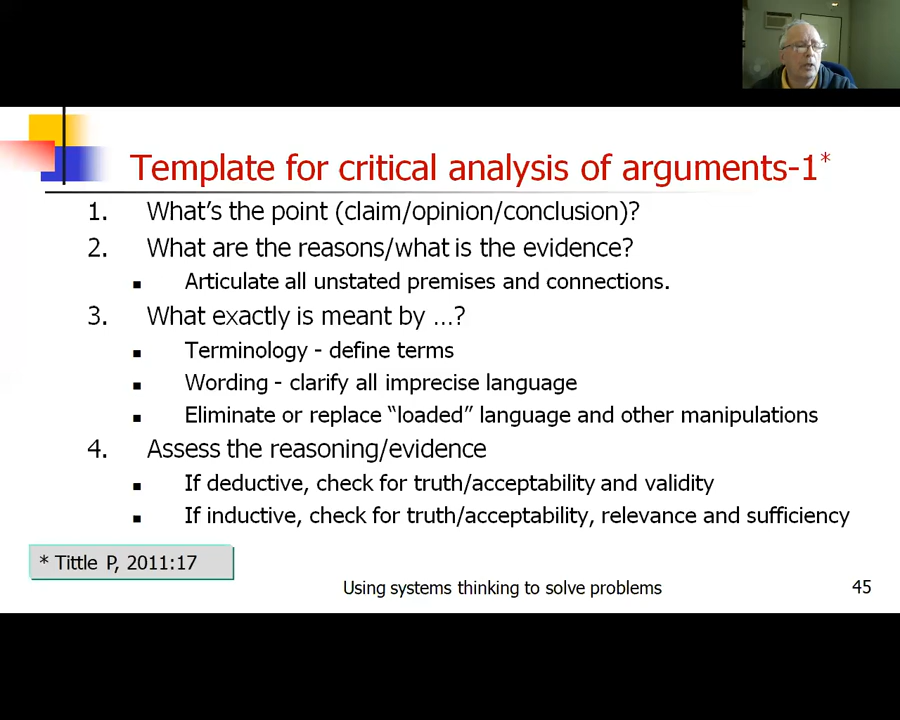 Template for critical analysis of arguments-1*
1. What's the point (claim/opinion/conclusion)?
2. What are the reasons/what is the evidence?
▪ Articulate all unstated premises and connections.
3. What exactly is meant by ...?
▪ Terminology - define terms
▪ Wording - clarify all imprecise language
▪ Eliminate or replace “loaded” language and other manipulations
4. Assess the reasoning/evidence
▪ If deductive, check for truth/acceptability and validity
▪ If inductive, check for truth/acceptability, relevance and sufficiency
* Tittle P, 2011:17
Using systems thinking to solve problems 45